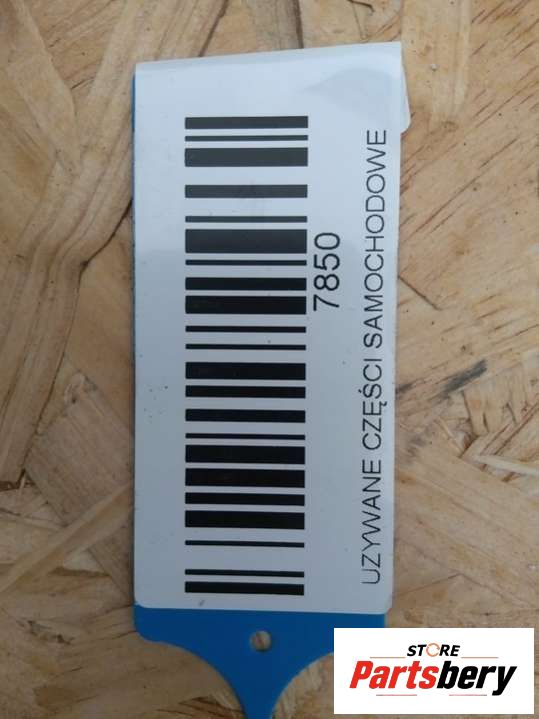 7850
UZYWANE CZĘŚCI SAMOCHODOWE
STORE
Partsbery